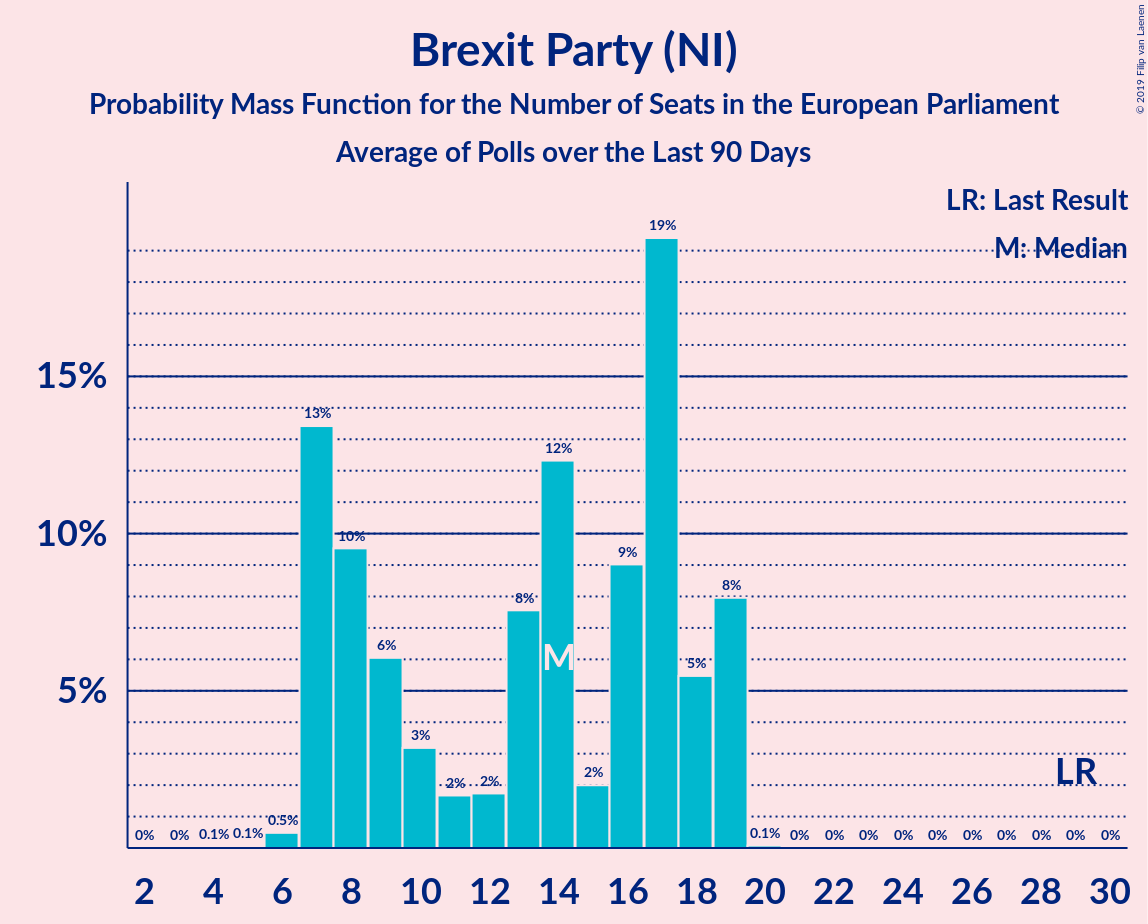 Brexit Party (NI)
Probability Mass Function for the Number of Seats in the European Parliament
Average of Polls over the Last 90 Days
© 2019 Filip van Laenen
LR: Last Result
M: Median
15%
10%
5%
0% 0% 0.1% 0.1% 0.5% 13% 10% 6% 3% 2% 2% 8% 12% 2% 9% 19% 5% 8% 0.1% 0% 0% 0% 0% 0% 0% 0% 0% 0% 0%
M
LR
2 4 6 8 10 12 14 16 18 20 22 24 26 28 30